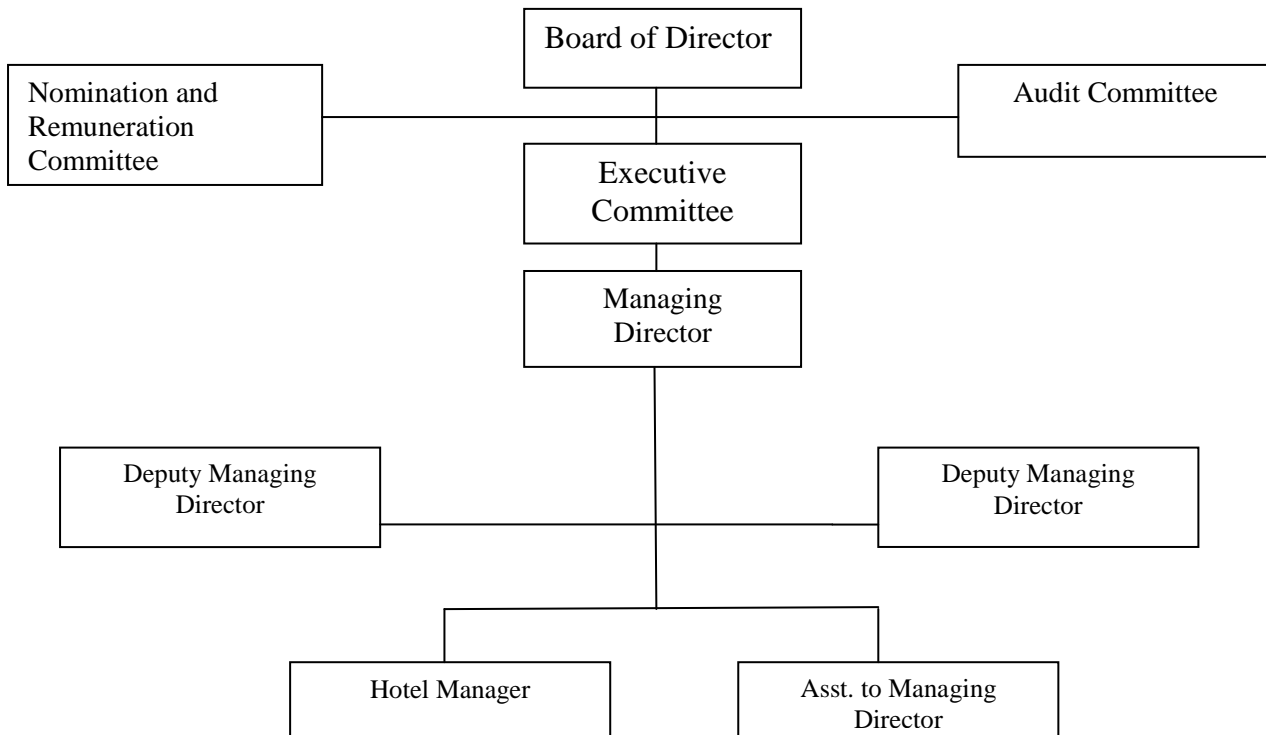 Board of Director
Nomination and
Remuneration
Committee
Audit Committee
Executive
Committee
Managing
Director
Deputy Managing
Director
Deputy Managing
Director
Hotel Manager
Asst. to Managing
Director